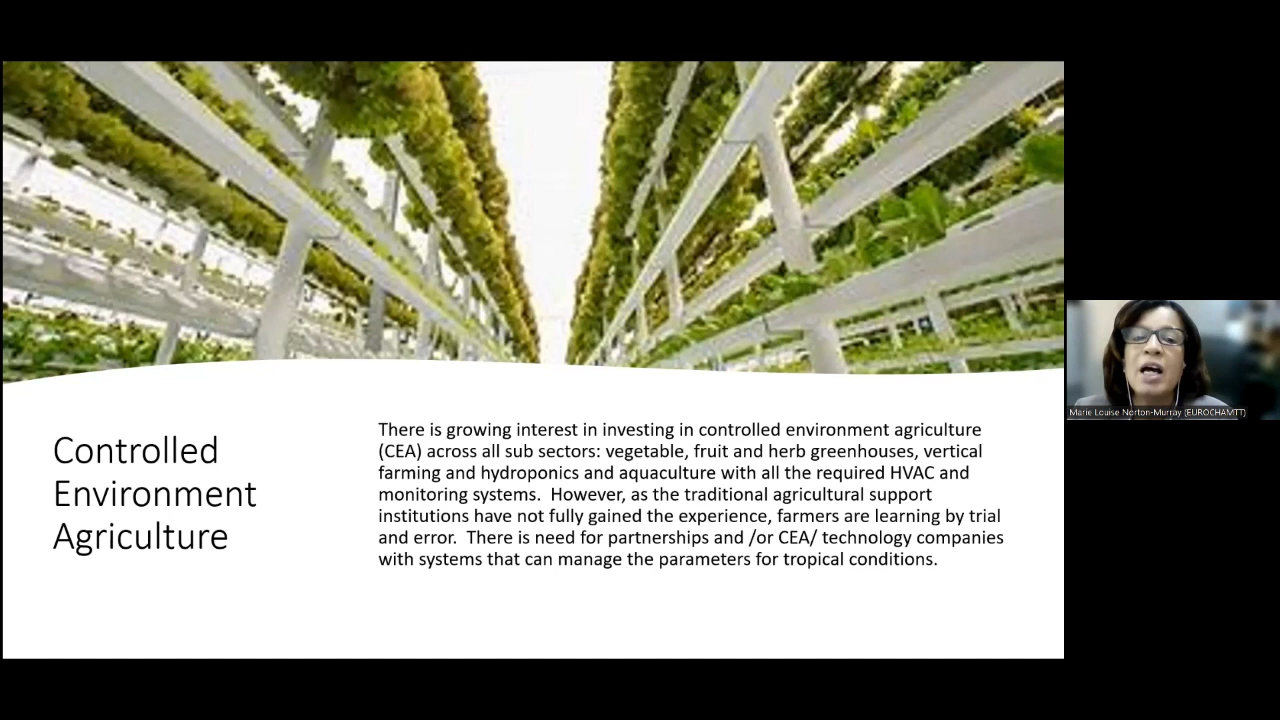 Controlled
Environment
Agriculture
There is growing interest in investing in controlled environment agriculture
(CEA) across all sub sectors: vegetable, fruit and herb greenhouses, vertical
farming and hydroponics and aquaculture with all the required HVAC and
monitoring systems.  However, as the traditional agricultural support
institutions have not fully gained the experience, farmers are learning by trial
and error.  There is need for partnerships and /or CEA/ technology companies
with systems that can manage the parameters for tropical conditions.
Marie Louise Norton-Murray (EUROCHAMTT)